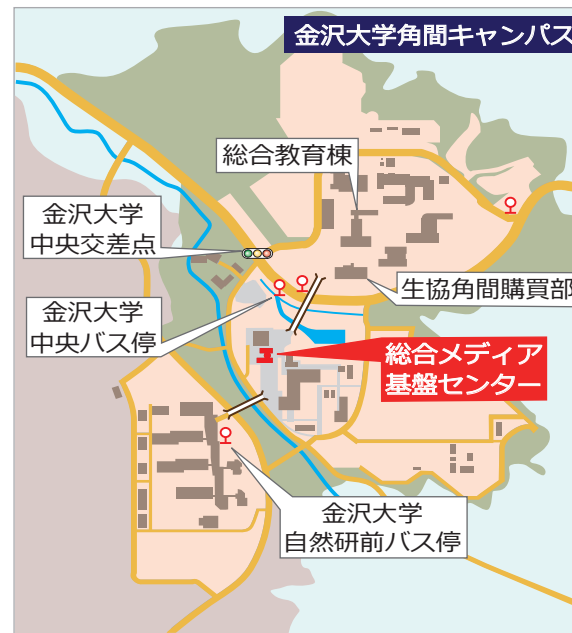 金沢大学角間キャンパス
総合教育棟
金沢大学
中央交差点
生協角間購買部
金沢大学
中央バス停
総合メディア
基盤センター
金沢大学
自然研前バス停